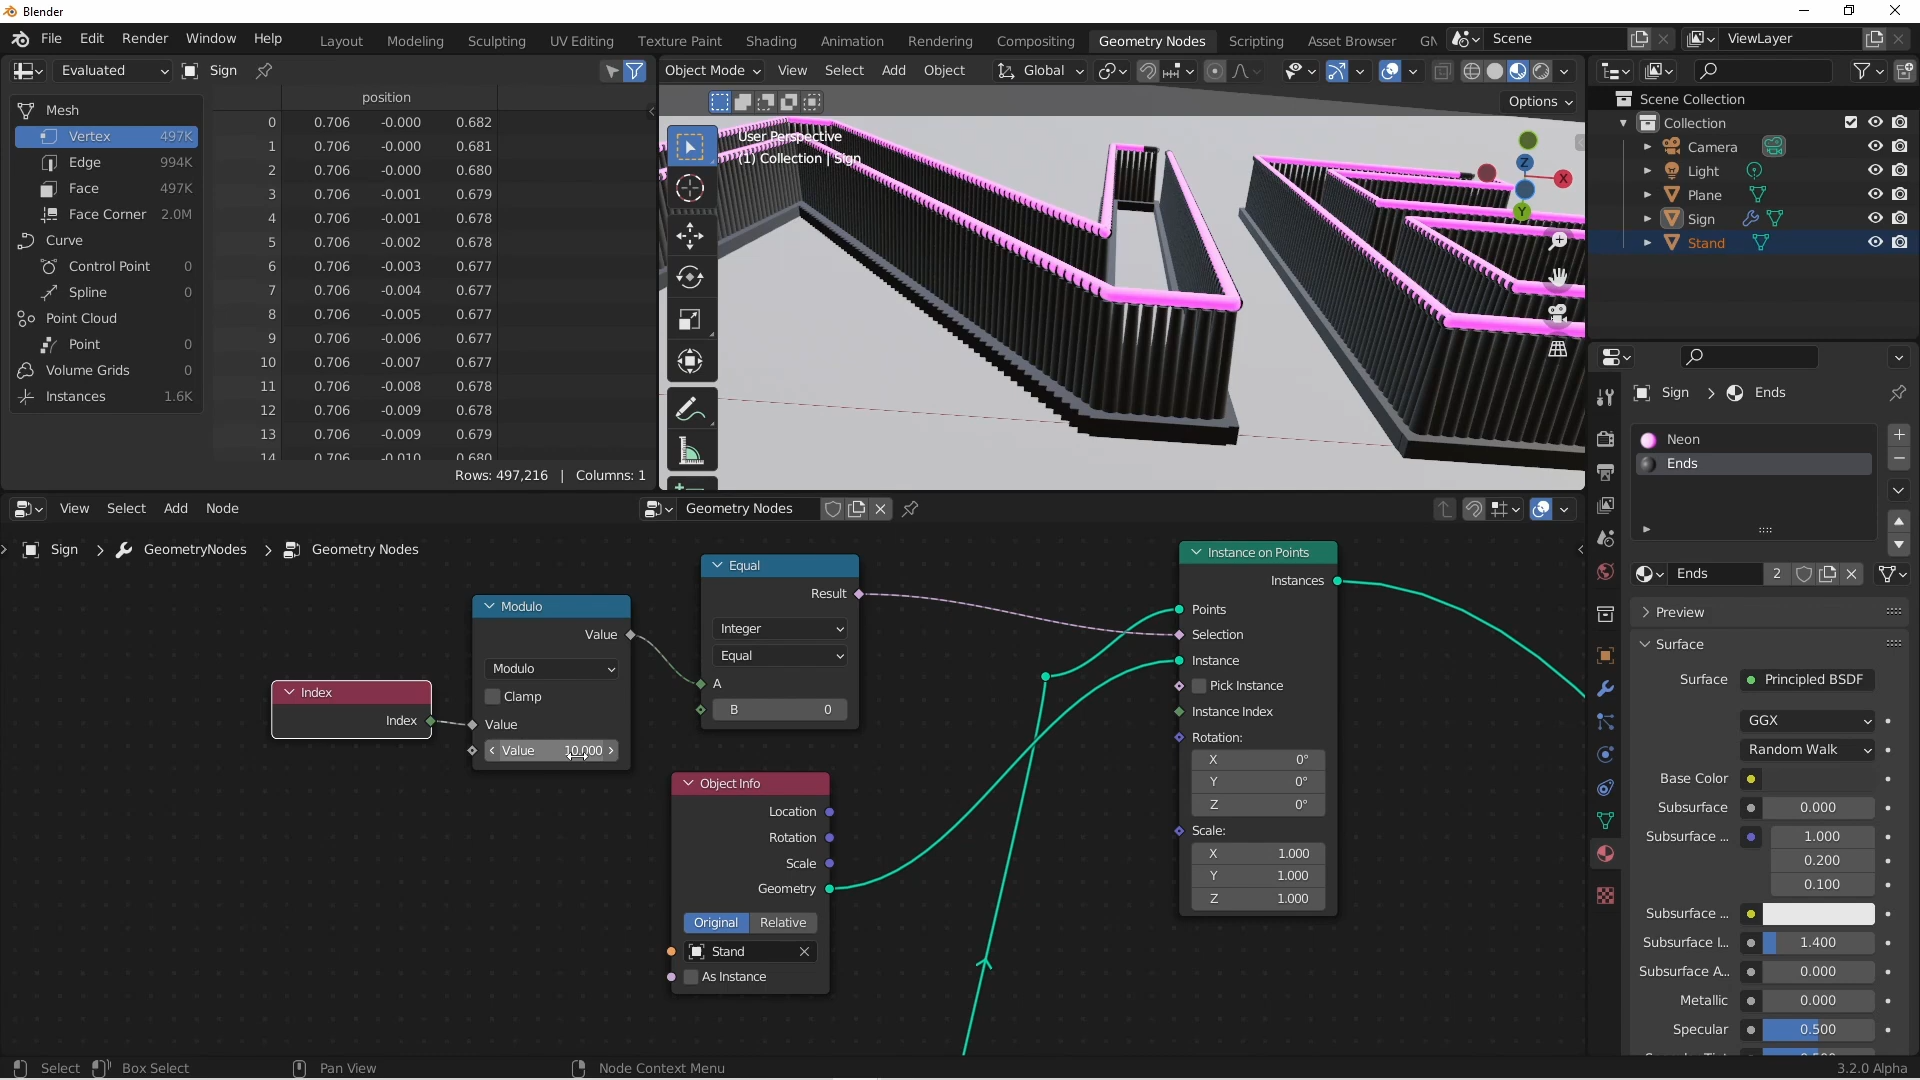 Blender
File Edit Render Window Help Layout Modeling Sculpting UV Editing Texture Paint Shading Animation Rendering Compositing Geometry Nodes Scripting Asset Browser GN Scene ViewLayer
Evaluated Sign
position
Mesh
Vertex 497K
Edge 994K
Face 497K
Face Corner 2.0M
Curve
Control Point 0
Spline 0
Point Cloud
Point 0
Volume Grids 0
Instances 1.6K
0 0.706 -0.000 0.682
1 0.706 -0.000 0.681
2 0.706 -0.000 0.680
3 0.706 -0.001 0.679
4 0.706 -0.001 0.678
5 0.706 -0.002 0.678
6 0.706 -0.003 0.677
7 0.706 -0.004 0.677
8 0.706 -0.005 0.677
9 0.706 -0.006 0.677
10 0.706 -0.007 0.677
11 0.706 -0.008 0.678
12 0.706 -0.009 0.678
13 0.706 -0.009 0.679
14 0.706 -0.010 0.680
Rows: 497,216 | Columns: 1
Object Mode View Select Add Object Global
Options
User Perspective
(1) Collection | Sign
Z
X
Y
Scene Collection
Collection
Camera
Light
Plane
Sign
Stand
View Select Add Node Geometry Nodes
Sign > GeometryNodes > Geometry Nodes
Index
Index
Modulo
Value
Modulo
Clamp
Value
Value 10.000
Equal
Result
Integer
Equal
A
B 0
Object Info
Location
Rotation
Scale
Geometry
Original Relative
Stand
As Instance
Instance on Points
Instances
Points
Selection
Instance
Pick Instance
Instance Index
Rotation:
X 0°
Y 0°
Z 0°
Scale:
X 1.000
Y 1.000
Z 1.000
Sign > Ends
Neon
Ends
Ends 2
Preview
Surface
Surface Principled BSDF
GGX
Random Walk
Base Color
Subsurface 0.000
Subsurface ... 1.000
0.200
0.100
Subsurface ...
Subsurface I... 1.400
Subsurface A... 0.000
Metallic 0.000
Specular 0.500
Select Box Select Pan View Node Context Menu 3.2.0 Alpha